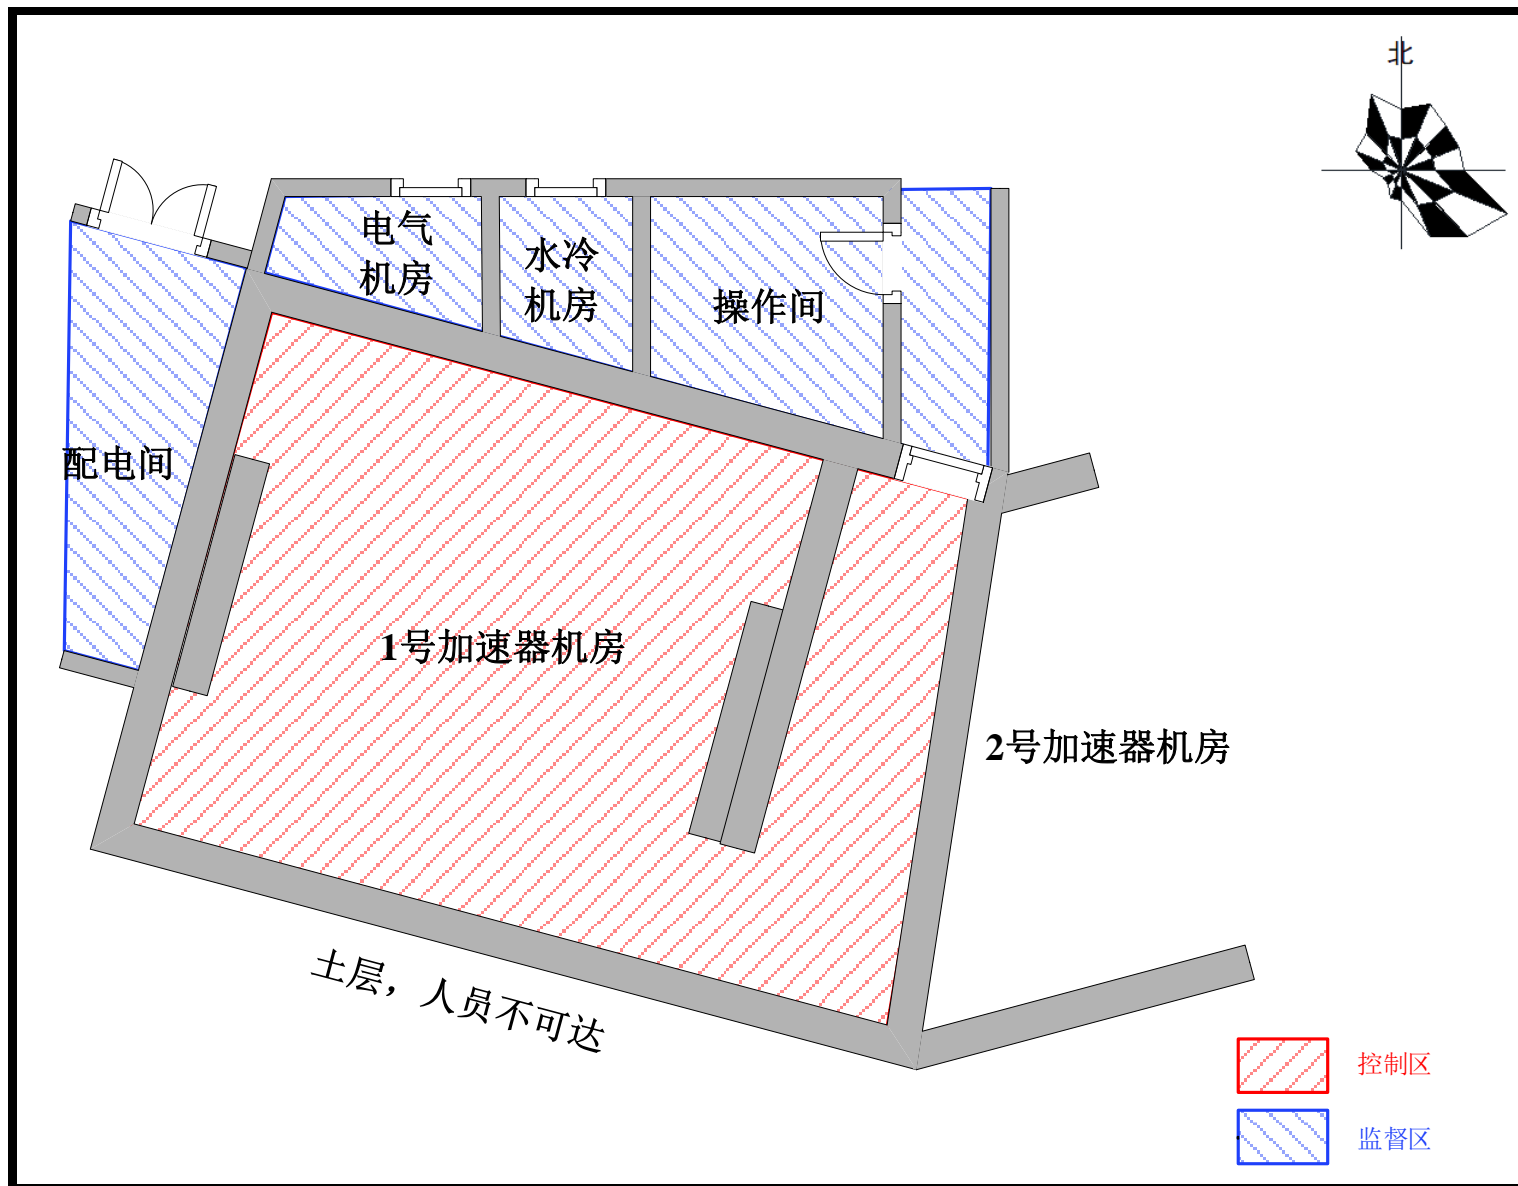 北
电气
机房
水冷
机房
操作间
配电间
1号加速器机房
2号加速器机房
土层，人员不可达
控制区
监督区